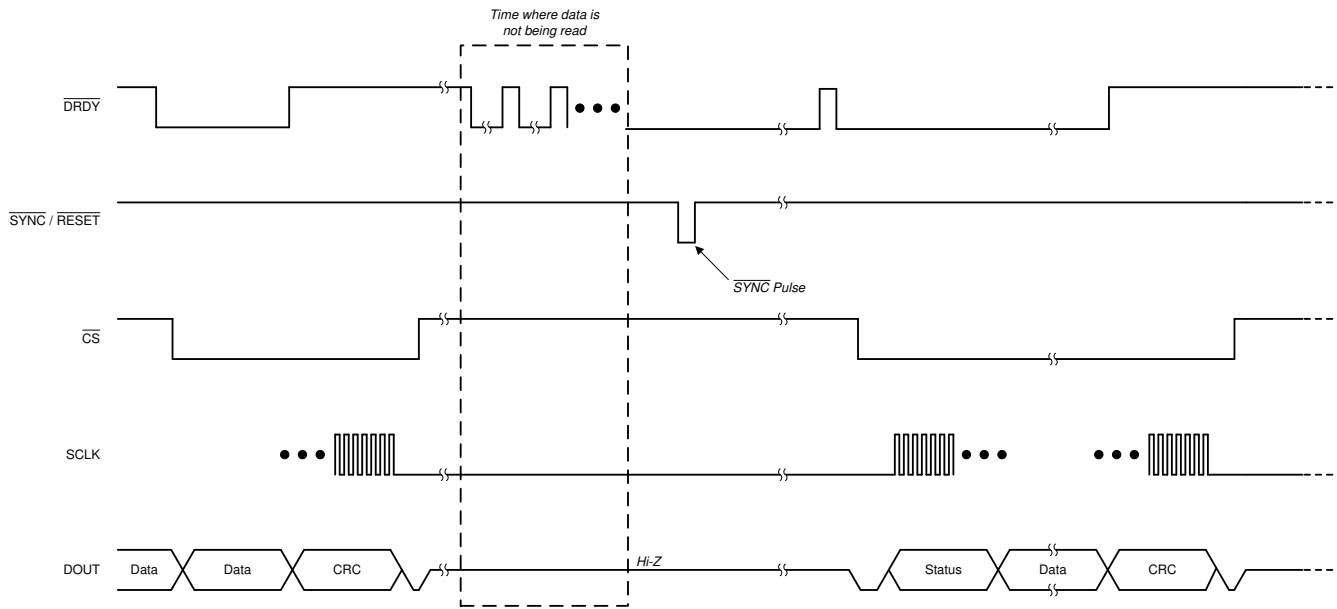 Time where data is
not being read
DRDY
SYNC / RESET
SYNC Pulse
CS
SCLK
Hi-Z
DOUT
Data
Data
CRC
Status
Data
CRC